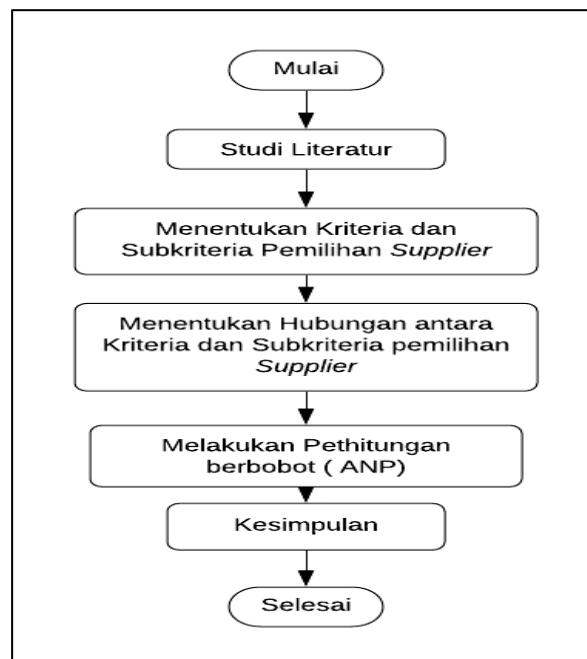 Mulai
Studi Literatur
Menentukan Kriteria dan
Subkriteria Pemilihan Supplier
Menentukan Hubungan antara
Kriteria dan Subkriteria pemilihan
Supplier
Melakukan Pethitungan
berbobot ( ANP)
Kesimpulan
Selesai